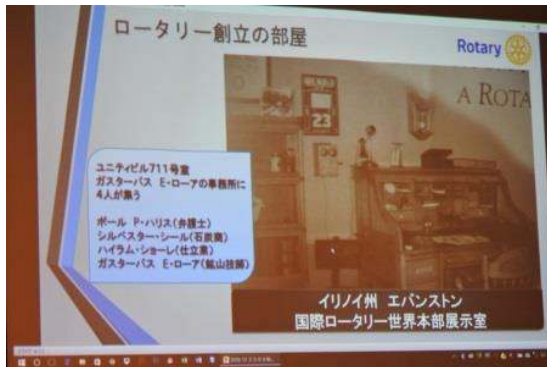 ロータリー創立の部屋
Rotary
A ROTA
23
ユニティビル711号室
ガスターバス E・ローアの事務所に
4人が集う
ポール P・ハリス(弁護士)
シルベスター・シール(石炭商)
ハイラム・ショーレ(仕立業)
ガスターバス E・ローア(鉱山技師)
イリノイ州 エバンストン
国際ロータリー世界本部展示室